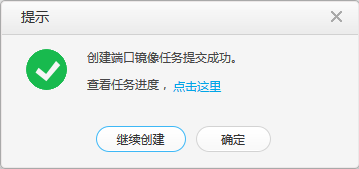 提示
创建端口镜像任务提交成功。
查看任务进度，点击这里
继续创建 确定